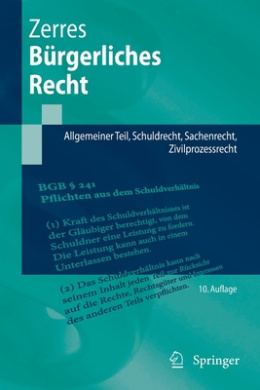 Zerres
Bürgerliches
Recht
Allgemeiner Teil, Schuldrecht, Sachenrecht,
Zivilprozessrecht
BGB § 241
Pflichten aus dem Schuldverhältnis
(1) Kraft des Schuldverhältnisses ist
der Gläubiger berechtigt, von dem
Schuldner eine Leistung zu fordern.
Die Leistung kann auch in einem
Unterlassen bestehen.
(2) Das Schuldverhältnis kann nach
seinem Inhalt jeden Teil zur Rücksicht
auf die Rechte, Rechtsgüter und Interessen
des anderen Teils verpflichten.
10. Auflage
Springer